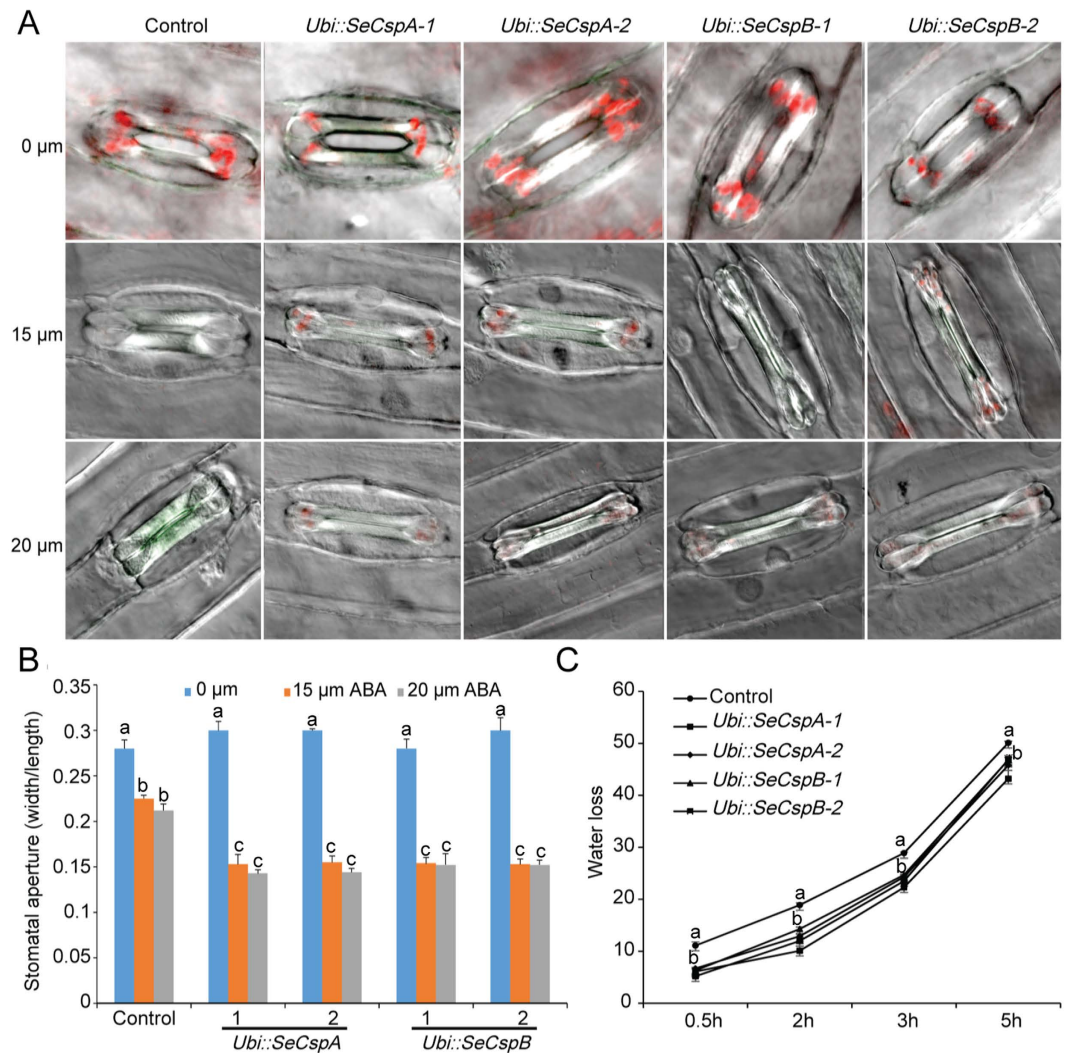 A
Control Ubi::SeCspA-1 Ubi::SeCspA-2 Ubi::SeCspB-1 Ubi::SeCspB-2
0 μm
15 μm
20 μm
B
0 μm 15 μm ABA 20 μm ABA
Stomatal aperture (width/length)
0.35
0.3
0.25
0.2
0.15
0.1
0.05
0
a b b a c c a c c a c c a c c
Control 1 2 1 2
Ubi::SeCspA Ubi::SeCspB
C
Control
Ubi::SeCspA-1
Ubi::SeCspA-2
Ubi::SeCspB-1
Ubi::SeCspB-2
Water loss
60
50
40
30
20
10
0
a b a b a b a b
0.5h 2h 3h 5h